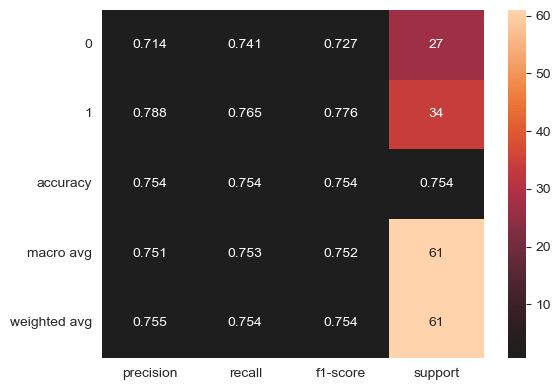 0 0.714 0.741 0.727 27
1 0.788 0.765 0.776 34
accuracy 0.754 0.754 0.754 0.754
macro avg 0.751 0.753 0.752 61
weighted avg 0.755 0.754 0.754 61
precision recall f1-score support
60
50
40
30
20
10